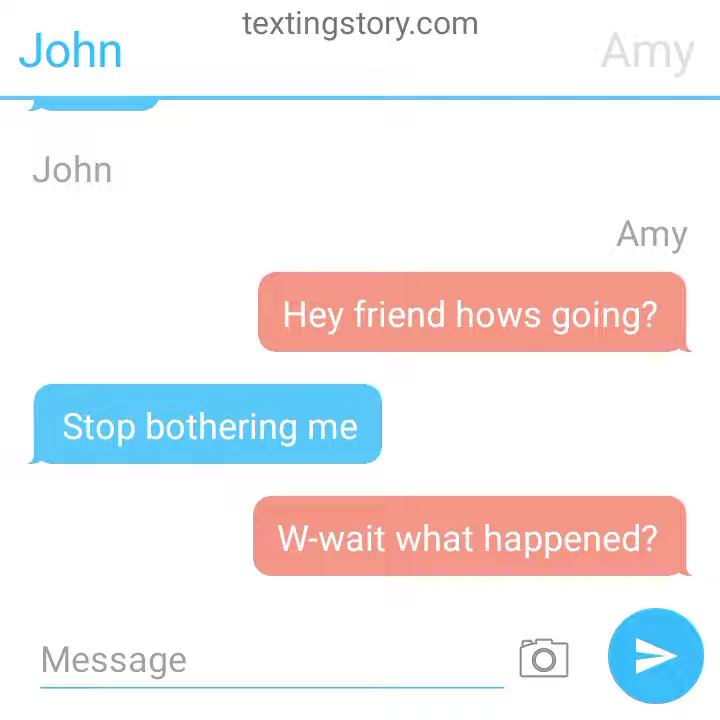 textingstory.com
John
Amy
John
Amy
Hey friend hows going?
Stop bothering me
W-wait what happened?
Message